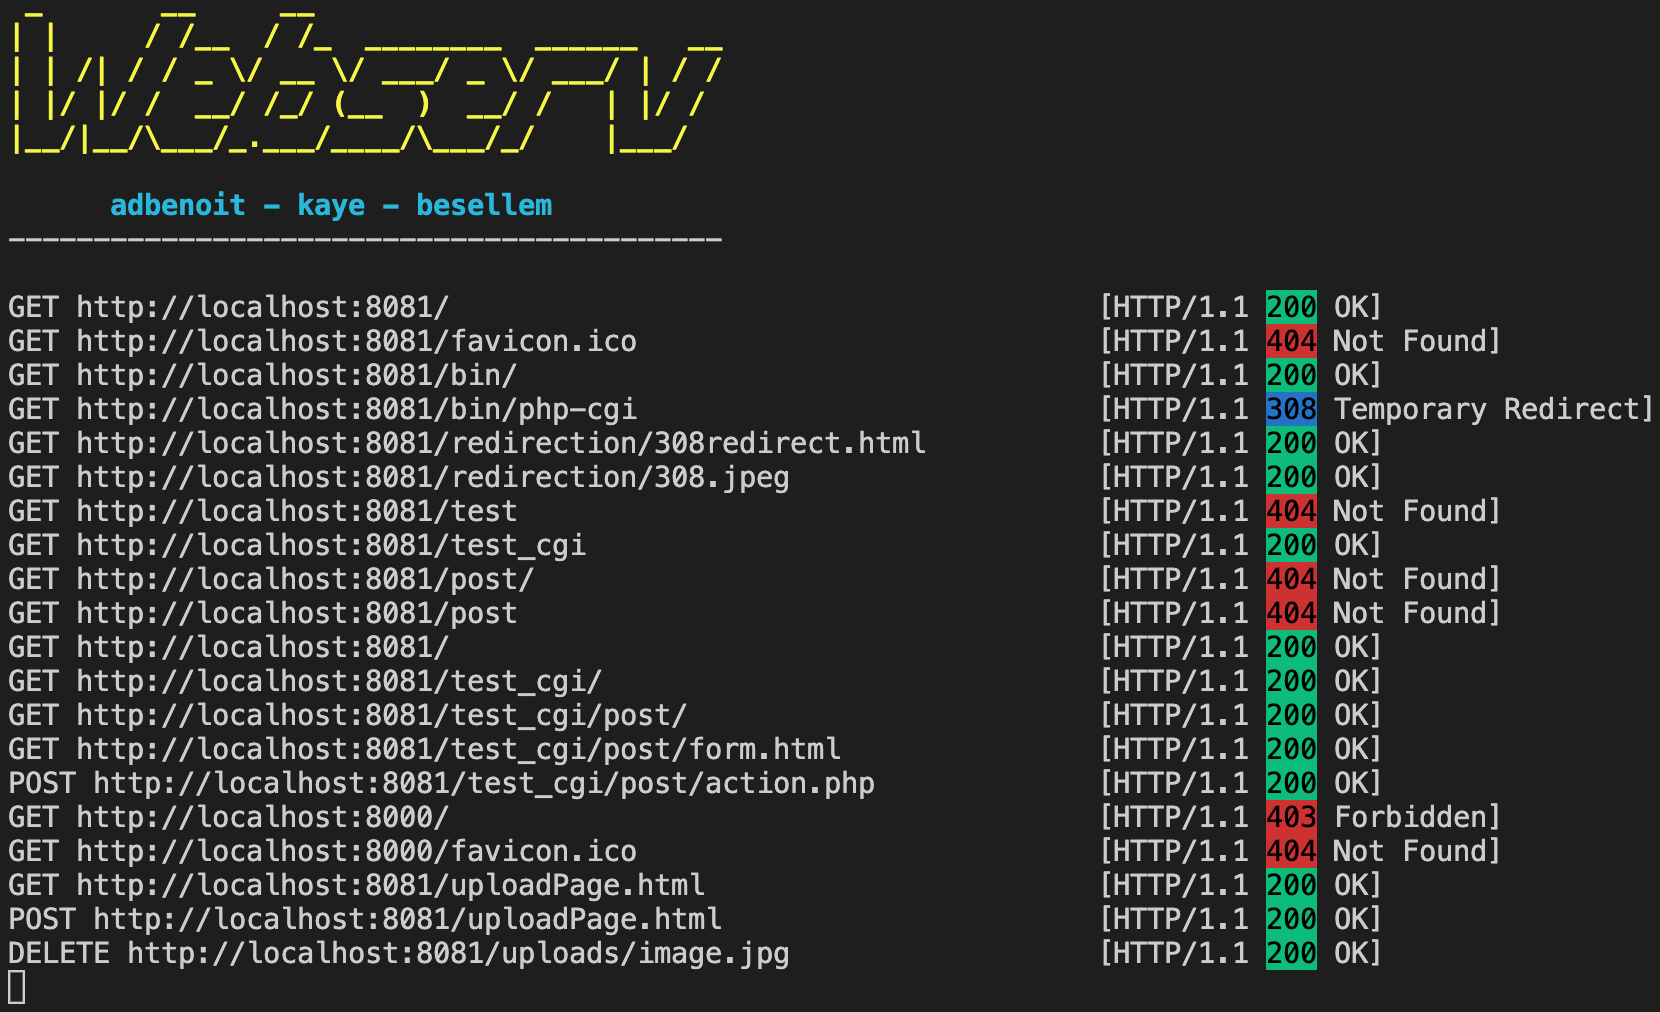 Webserv
adbenoit - kaye - besellem
------------------------------------------
GET http://localhost:8081/ [HTTP/1.1 200 OK]
GET http://localhost:8081/favicon.ico [HTTP/1.1 404 Not Found]
GET http://localhost:8081/bin/ [HTTP/1.1 200 OK]
GET http://localhost:8081/bin/php-cgi [HTTP/1.1 308 Temporary Redirect]
GET http://localhost:8081/redirection/308redirect.html [HTTP/1.1 200 OK]
GET http://localhost:8081/redirection/308.jpeg [HTTP/1.1 200 OK]
GET http://localhost:8081/test [HTTP/1.1 404 Not Found]
GET http://localhost:8081/test_cgi [HTTP/1.1 200 OK]
GET http://localhost:8081/post/ [HTTP/1.1 404 Not Found]
GET http://localhost:8081/post [HTTP/1.1 404 Not Found]
GET http://localhost:8081/ [HTTP/1.1 200 OK]
GET http://localhost:8081/test_cgi/ [HTTP/1.1 200 OK]
GET http://localhost:8081/test_cgi/post/ [HTTP/1.1 200 OK]
GET http://localhost:8081/test_cgi/post/form.html [HTTP/1.1 200 OK]
POST http://localhost:8081/test_cgi/post/action.php [HTTP/1.1 200 OK]
GET http://localhost:8000/ [HTTP/1.1 403 Forbidden]
GET http://localhost:8000/favicon.ico [HTTP/1.1 404 Not Found]
GET http://localhost:8081/uploadPage.html [HTTP/1.1 200 OK]
POST http://localhost:8081/uploadPage.html [HTTP/1.1 200 OK]
DELETE http://localhost:8081/uploads/image.jpg [HTTP/1.1 200 OK]